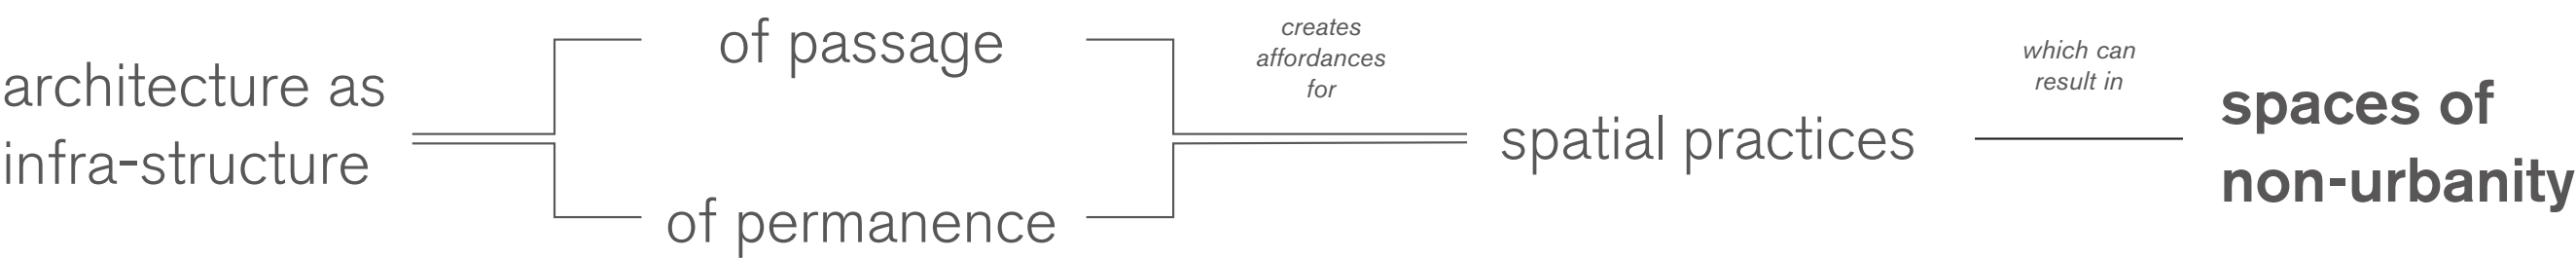 architecture as
infra-structure
of passage
of permanence
creates
affordances
for
spatial practices
which can
result in
spaces of
non-urbanity